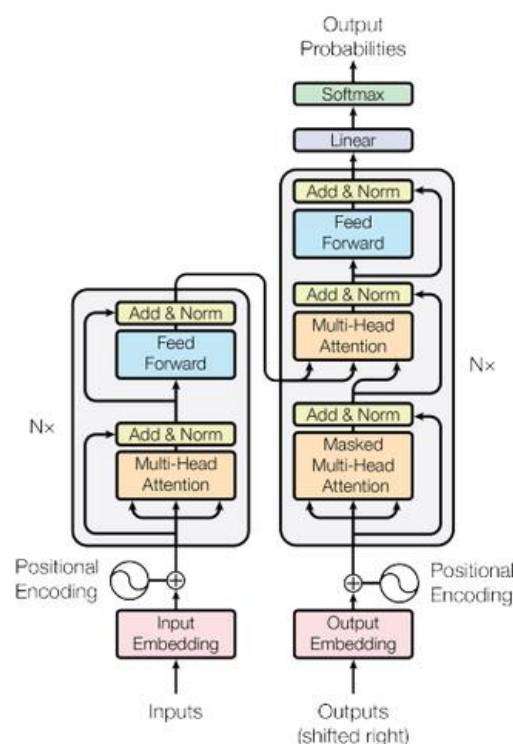 Output
Probabilities
Softmax
Linear
Add & Norm
Feed
Forward
Add & Norm
Multi-Head
Attention
Add & Norm
Masked
Multi-Head
Attention
N×
Add & Norm
Feed
Forward
Add & Norm
Multi-Head
Attention
N×
Positional
Encoding
Positional
Encoding
Input
Embedding
Output
Embedding
Inputs
Outputs
(shifted right)